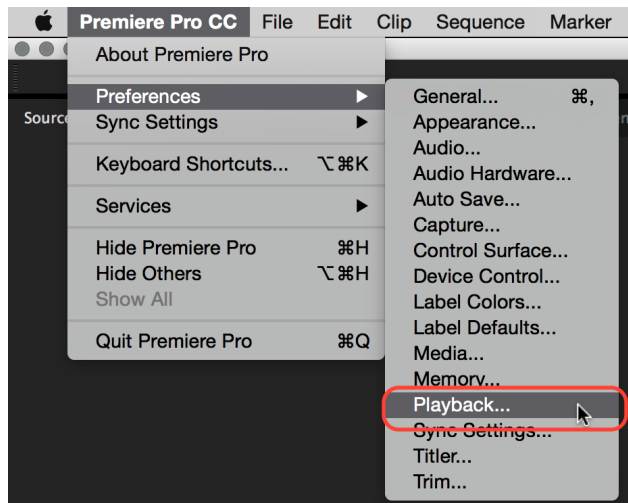 Premiere Pro CC File Edit Clip Sequence Marker
About Premiere Pro
Preferences ▶
Sync Settings ▶
Keyboard Shortcuts... ⌥⌘K
Services ▶
Hide Premiere Pro ⌘H
Hide Others ⌥⌘H
Show All
Quit Premiere Pro ⌘Q
Source
General... ⌘,
Appearance...
Audio...
Audio Hardware...
Auto Save...
Capture...
Control Surface...
Device Control...
Label Colors...
Label Defaults...
Media...
Memory...
Playback...
Sync Settings...
Titler...
Trim...